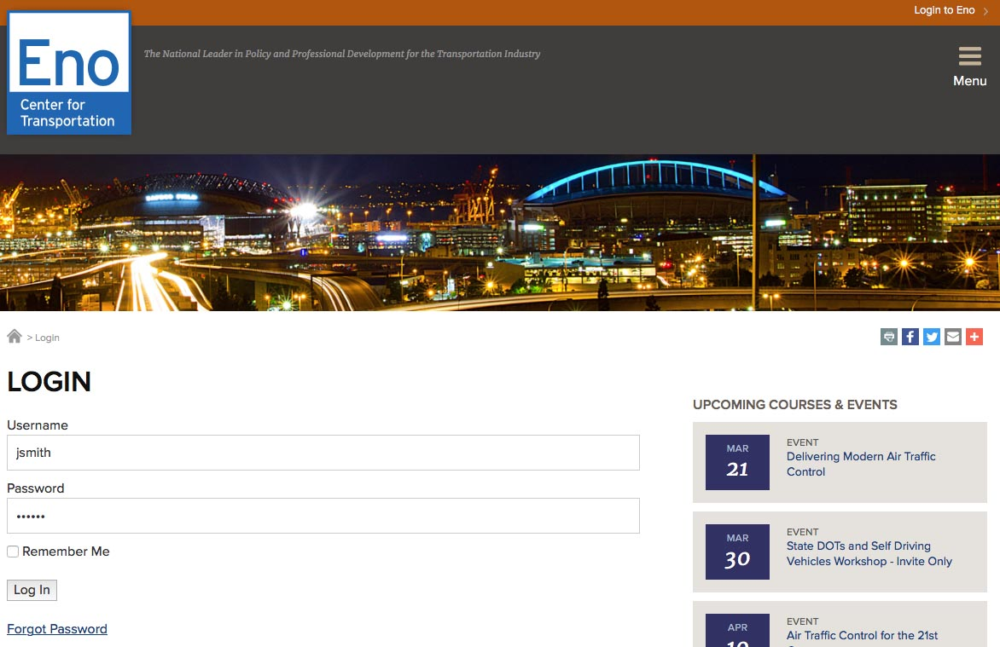 Login to Eno
Eno
Center for
Transportation
The National Leader in Policy and Professional Development for the Transportation Industry
Menu
SAFECO FIELD
> Login
LOGIN
Username
jsmith
Password
••••••
Remember Me
Log In
Forgot Password
UPCOMING COURSES & EVENTS
MAR
21
EVENT
Delivering Modern Air Traffic
Control
MAR
30
EVENT
State DOTs and Self Driving
Vehicles Workshop - Invite Only
APR
EVENT
Air Traffic Control for the 21st